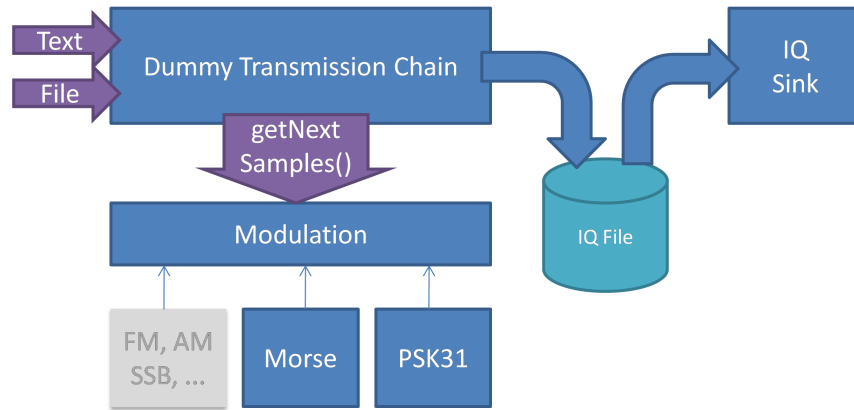 Text
File
Dummy Transmission Chain
IQ
Sink
getNext
Samples()
IQ File
Modulation
FM, AM
SSB, ...
Morse
PSK31